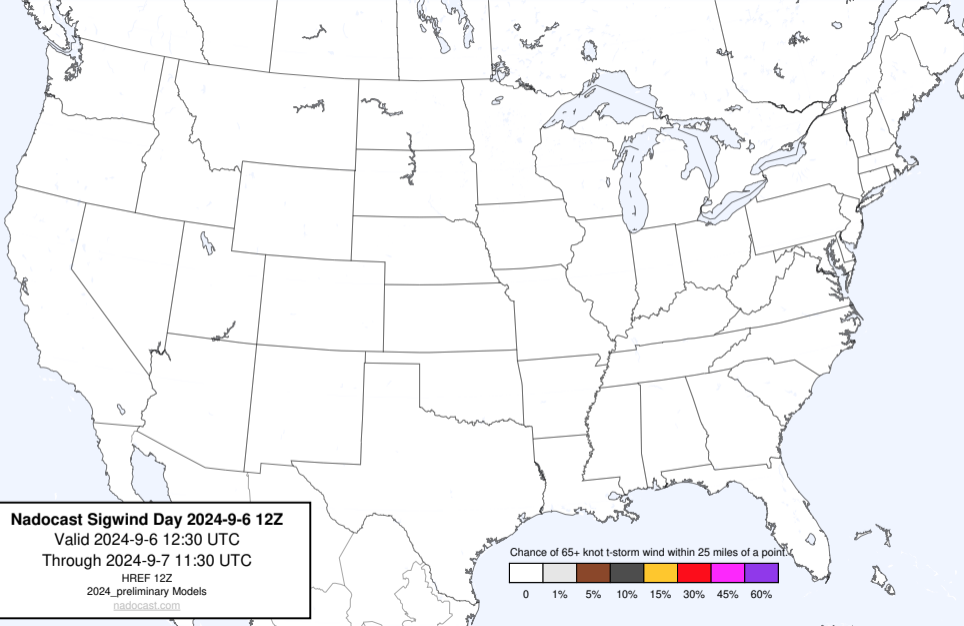 Nadocast Sigwind Day 2024-9-6 12Z
Valid 2024-9-6 12:30 UTC
Through 2024-9-7 11:30 UTC
HREF 12Z
2024_preliminary Models
nadocast.com
Chance of 65+ knot t-storm wind within 25 miles of a point.
0 1% 5% 10% 15% 30% 45% 60%